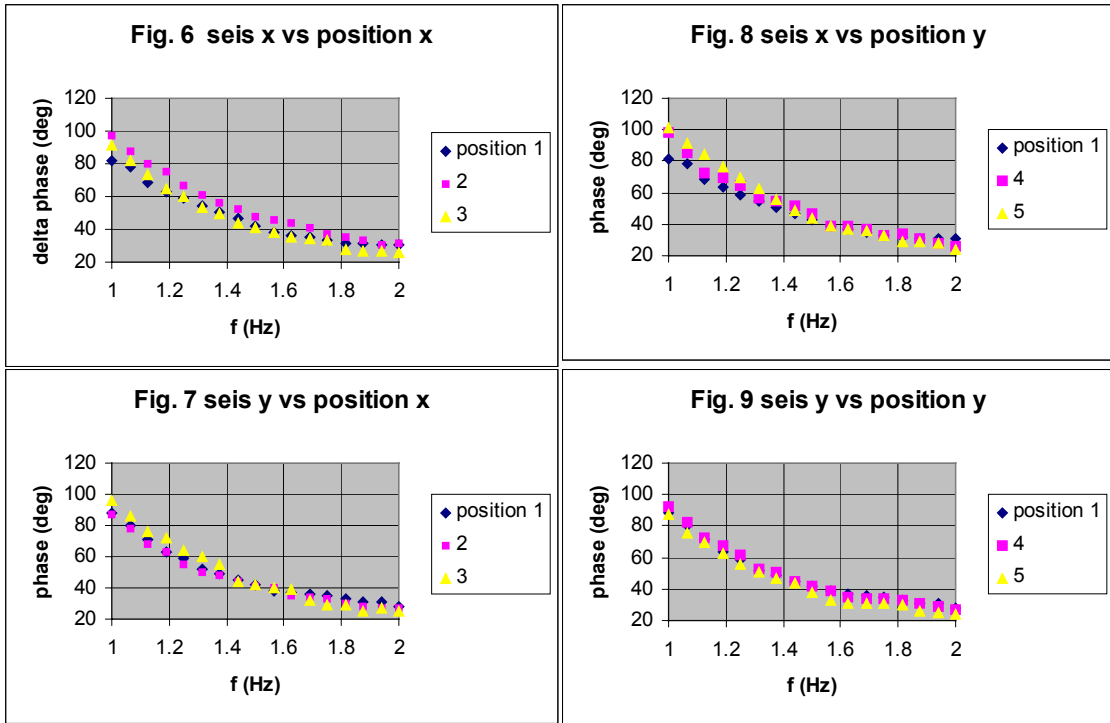 Fig. 6 seis x vs position x
delta phase (deg)
120
100
80
60
40
20
1 1.2 1.4 1.6 1.8 2
f (Hz)
position 1
2
3
Fig. 8 seis x vs position y
phase (deg)
120
100
80
60
40
20
1 1.2 1.4 1.6 1.8 2
f (Hz)
position 1
4
5
Fig. 7 seis y vs position x
phase (deg)
120
100
80
60
40
20
1 1.2 1.4 1.6 1.8 2
f (Hz)
position 1
2
3
Fig. 9 seis y vs position y
phase (deg)
120
100
80
60
40
20
1 1.2 1.4 1.6 1.8 2
f (Hz)
position 1
4
5